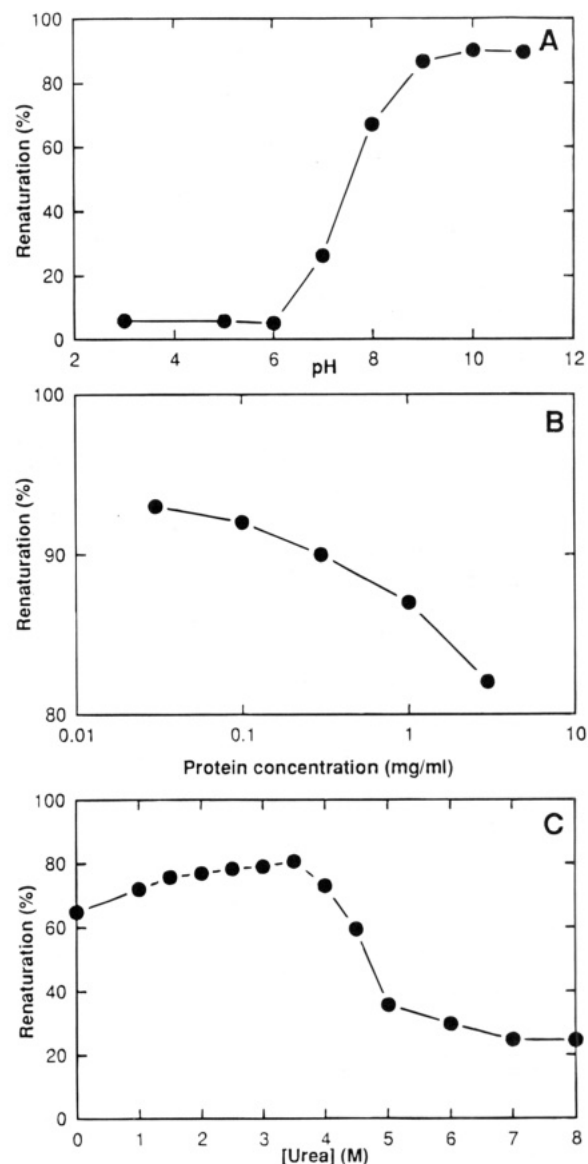 A
Renaturation (%)
100
80
60
40
20
0
2 4 6 8 10 12
pH
B
Renaturation (%)
100
90
80
0.01 0.1 1 10
Protein concentration (mg/ml)
C
Renaturation (%)
100
80
60
40
20
0
0 1 2 3 4 5 6 7 8
[Urea] (M)